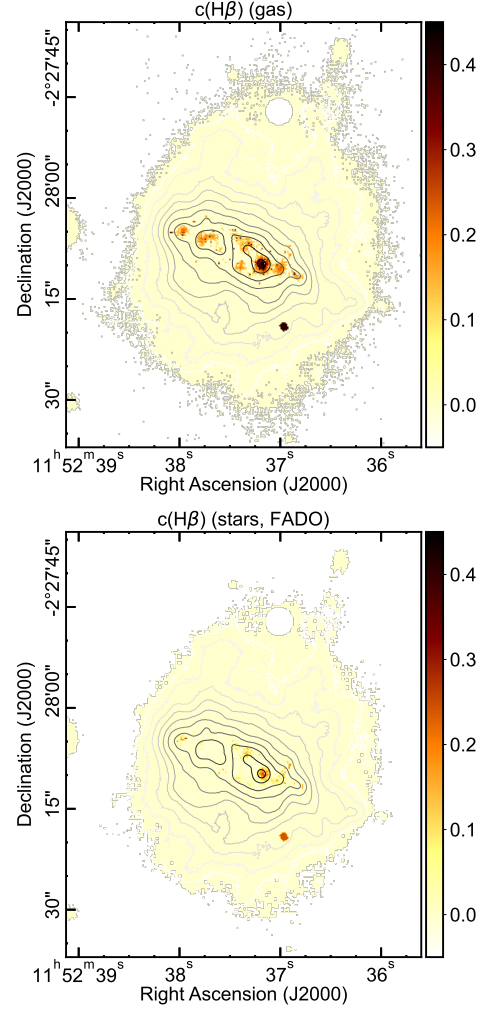 c(Hβ) (gas)
-2°27'45"
28'00"
15"
30"
Declination (J2000)
0.4
0.3
0.2
0.1
0.0
11ʰ52ᵐ39ˢ
38ˢ
37ˢ
36ˢ
Right Ascension (J2000)
c(Hβ) (stars, FADO)
-2°27'45"
28'00"
15"
30"
Declination (J2000)
0.4
0.3
0.2
0.1
0.0
11ʰ52ᵐ39ˢ
38ˢ
37ˢ
36ˢ
Right Ascension (J2000)